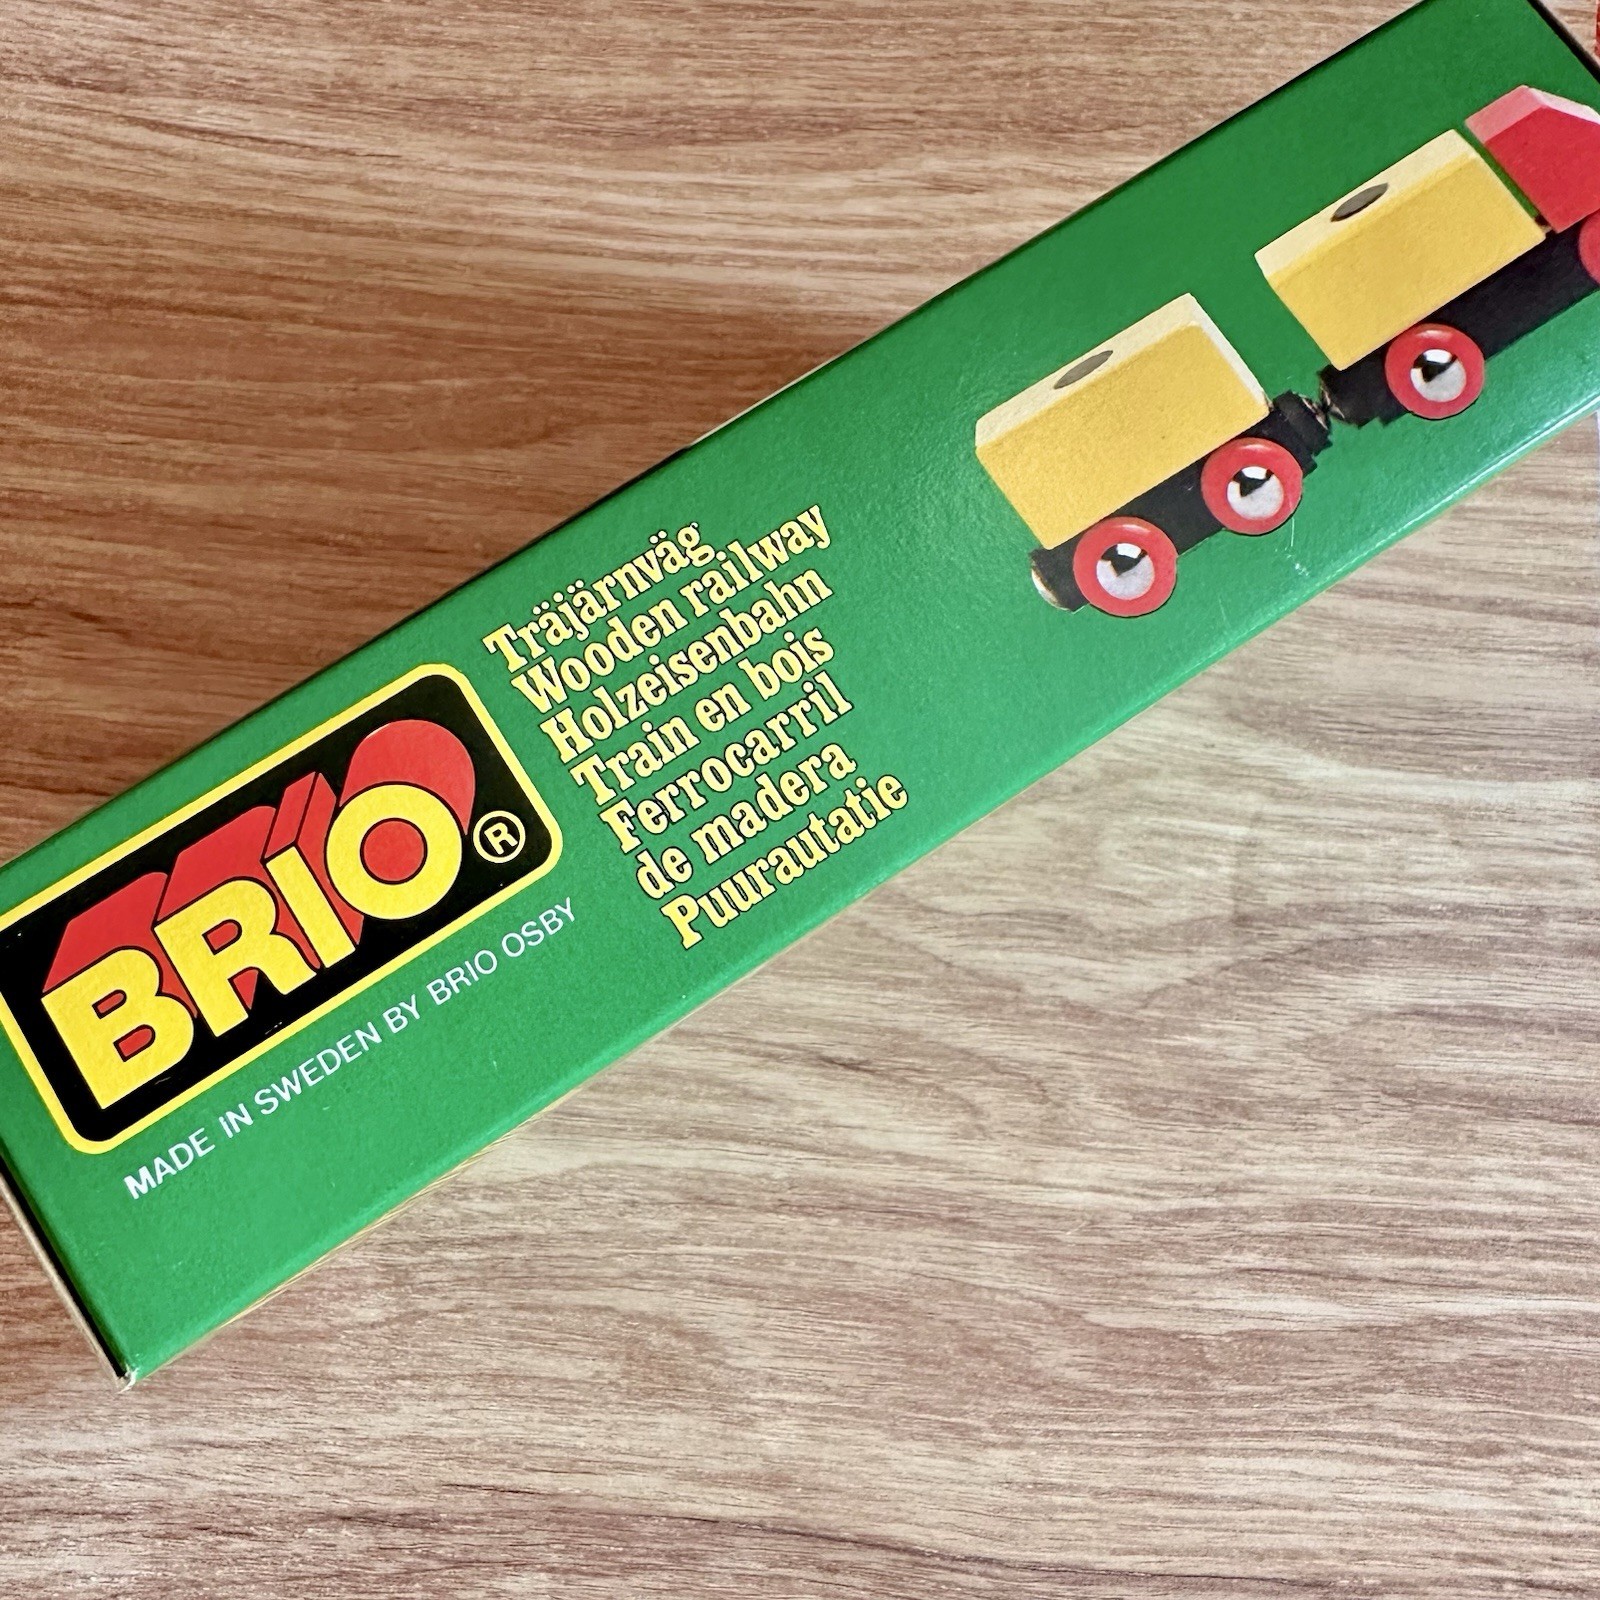 BRIO®
MADE IN SWEDEN BY BRIO OSBY
Träjärnväg
Wooden railway
Holzeisenbahn
Train en bois
Ferrocarril
de madera
Puurautatie